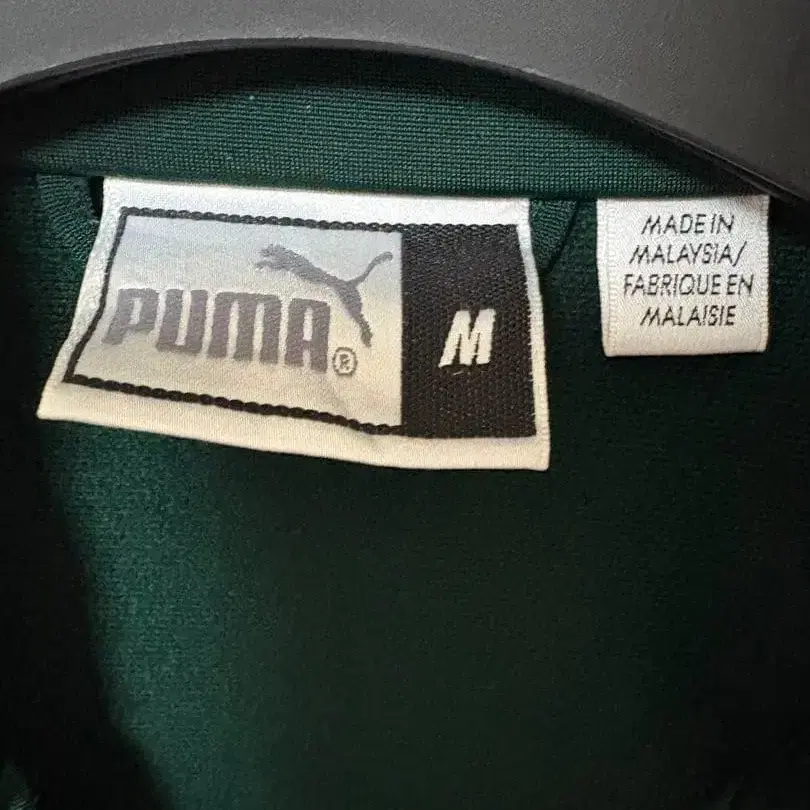 PUMA®
M
MADE IN
MALAYSIA/
FABRIQUE EN
MALAISIE